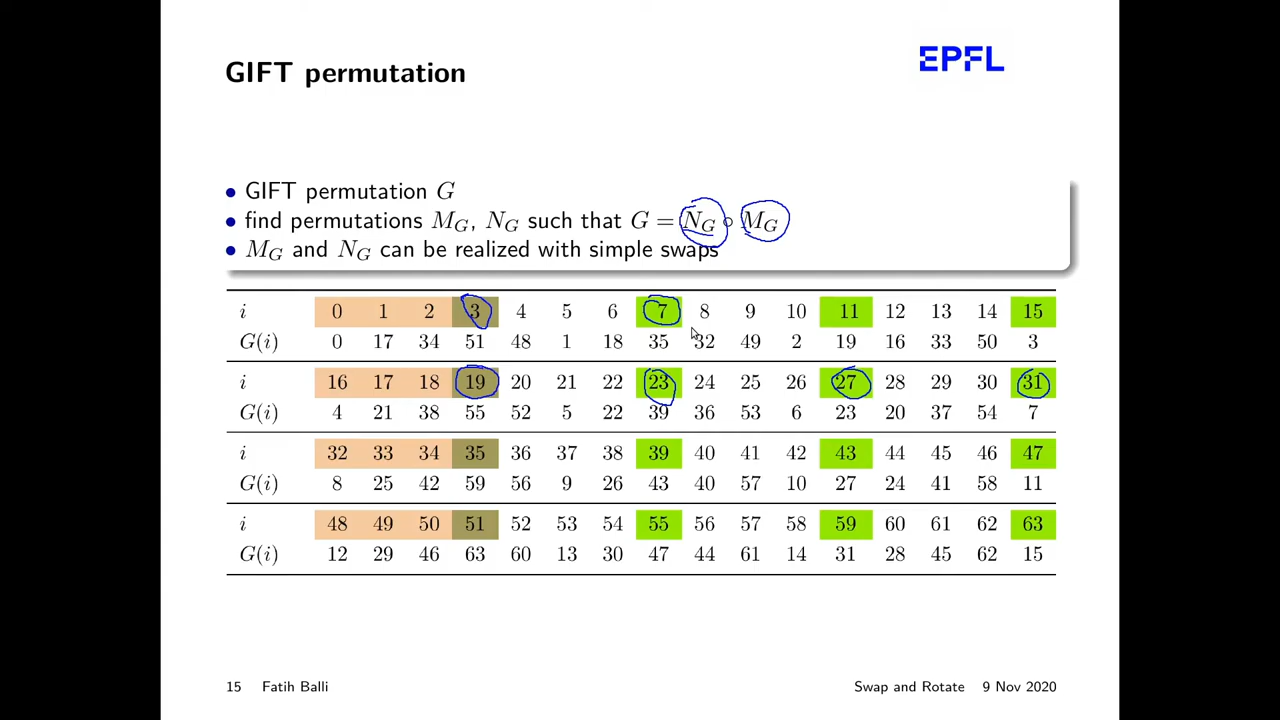 GIFT permutation
EPFL
• GIFT permutation G
• find permutations M_G, N_G such that G = N_G ∘ M_G
• M_G and N_G can be realized with simple swaps
i 0 1 2 3 4 5 6 7 8 9 10 11 12 13 14 15
G(i) 0 17 34 51 48 1 18 35 32 49 2 19 16 33 50 3
i 16 17 18 19 20 21 22 23 24 25 26 27 28 29 30 31
G(i) 4 21 38 55 52 5 22 39 36 53 6 23 20 37 54 7
i 32 33 34 35 36 37 38 39 40 41 42 43 44 45 46 47
G(i) 8 25 42 59 56 9 26 43 40 57 10 27 24 41 58 11
i 48 49 50 51 52 53 54 55 56 57 58 59 60 61 62 63
G(i) 12 29 46 63 60 13 30 47 44 61 14 31 28 45 62 15
15 Fatih Balli Swap and Rotate 9 Nov 2020